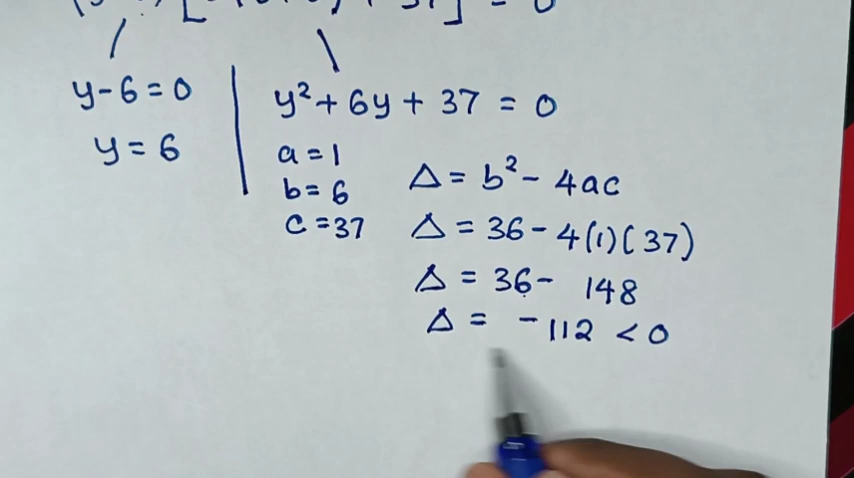 ] = 0
y - 6 = 0
y = 6
y² + 6y + 37 = 0
a = 1
b = 6
c = 37
Δ = b² - 4ac
Δ = 36 - 4(1)(37)
Δ = 36 - 148
Δ = -112 < 0